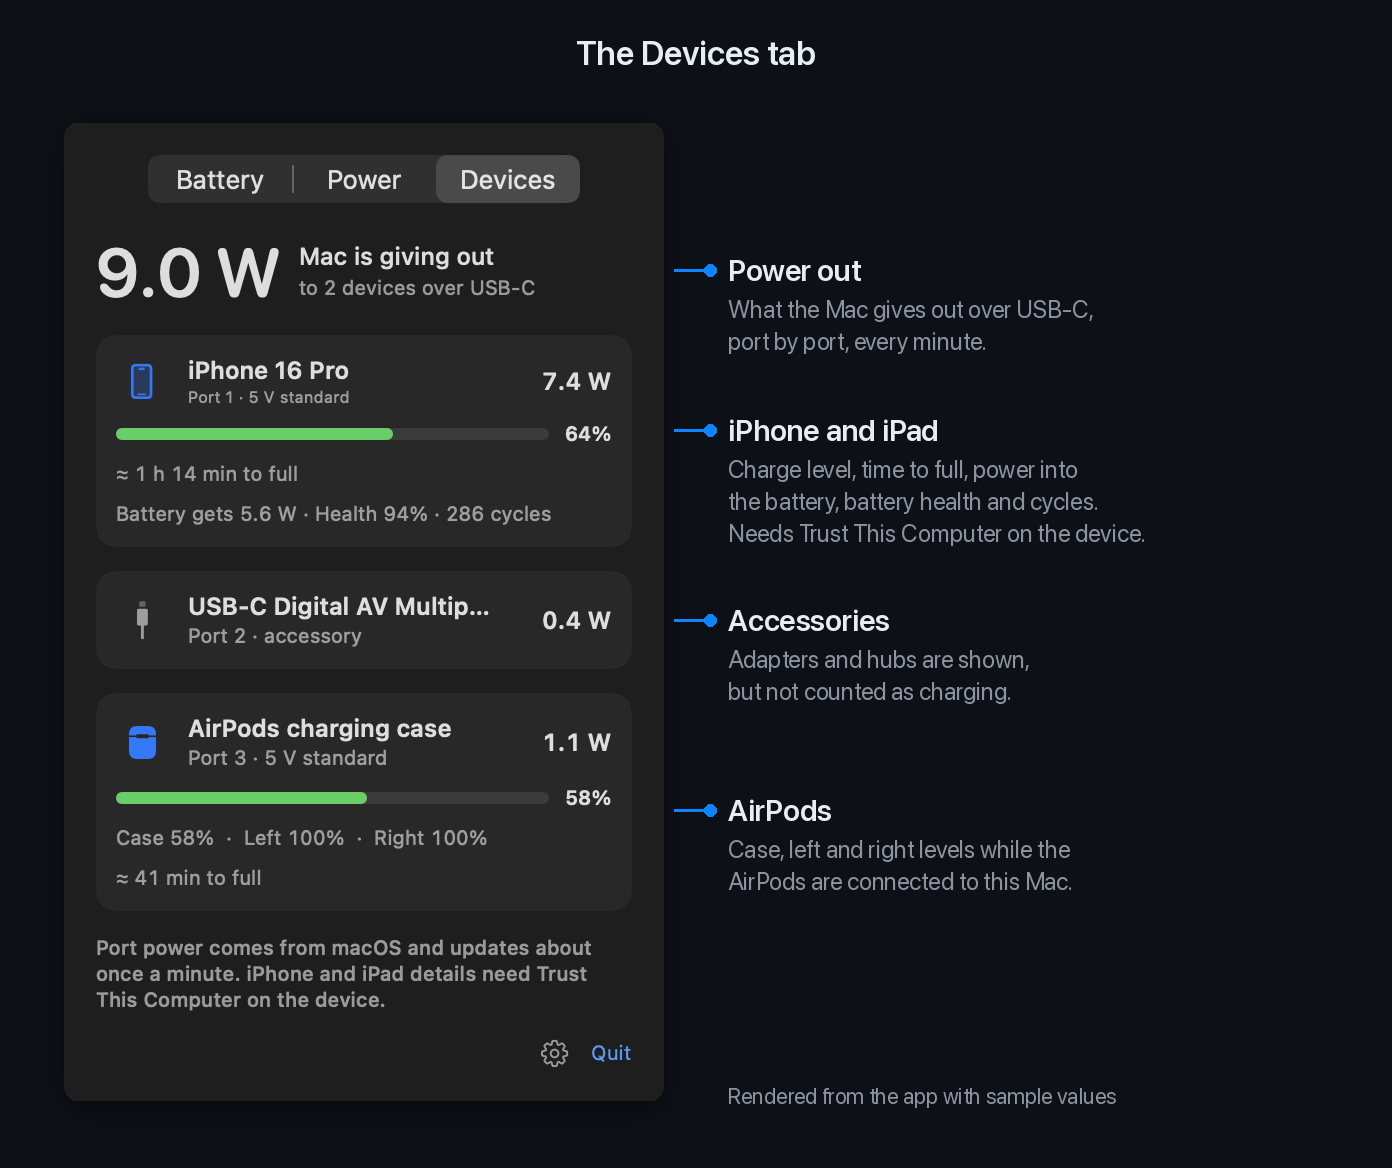 The Devices tab
Battery
Power
Devices
9.0 W
Mac is giving out
to 2 devices over USB-C
iPhone 16 Pro
Port 1 · 5 V standard
7.4 W
64%
≈ 1 h 14 min to full
Battery gets 5.6 W · Health 94% · 286 cycles
USB-C Digital AV Multip...
Port 2 · accessory
0.4 W
AirPods charging case
Port 3 · 5 V standard
1.1 W
58%
Case 58% · Left 100% · Right 100%
≈ 41 min to full
Port power comes from macOS and updates about
once a minute. iPhone and iPad details need Trust
This Computer on the device.
Quit
Power out
What the Mac gives out over USB-C,
port by port, every minute.
iPhone and iPad
Charge level, time to full, power into
the battery, battery health and cycles.
Needs Trust This Computer on the device.
Accessories
Adapters and hubs are shown,
but not counted as charging.
AirPods
Case, left and right levels while the
AirPods are connected to this Mac.
Rendered from the app with sample values